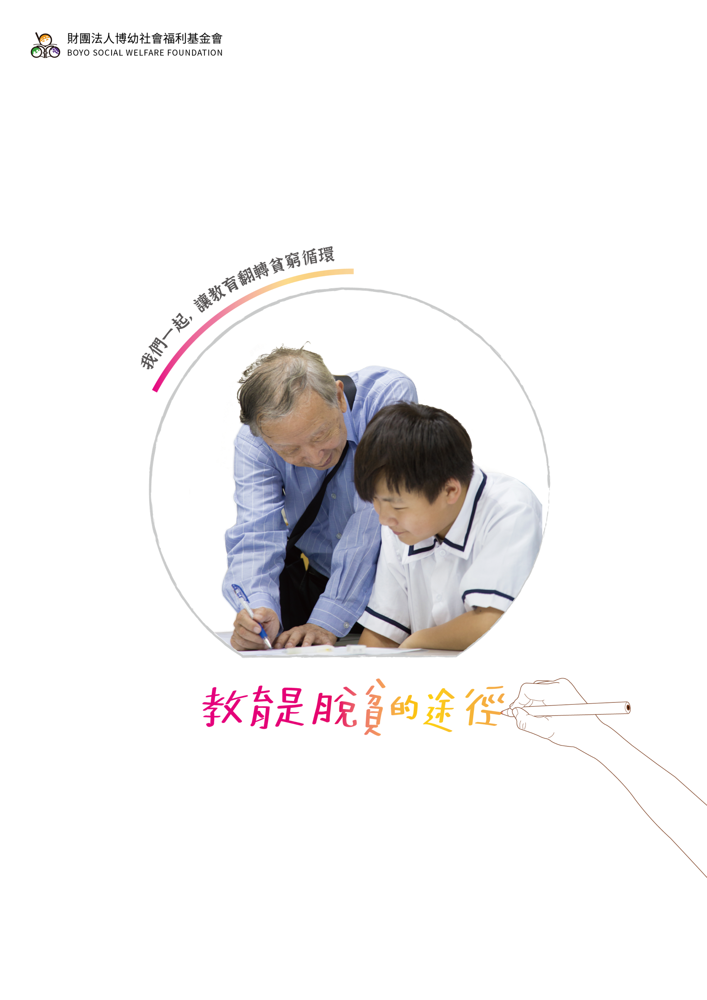 財團法人博幼社會福利基金會
BOYO SOCIAL WELFARE FOUNDATION
我們一起，讓教育翻轉貧窮循環
教育是脫貧的途徑